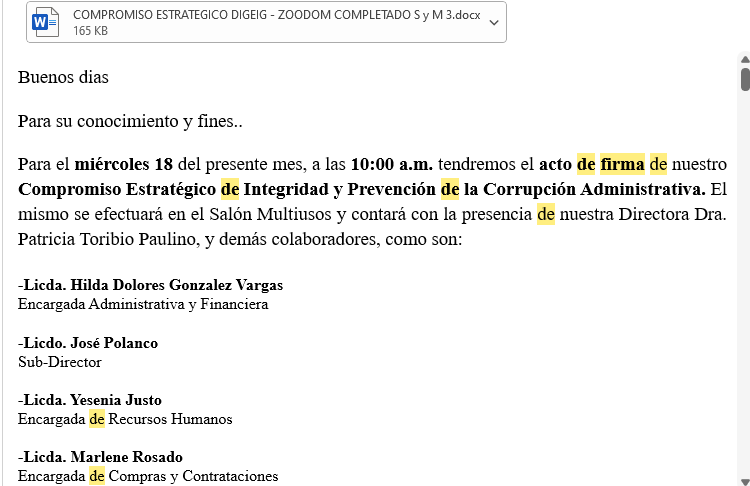 COMPROMISO ESTRATEGICO DIGEIG - ZOODOM COMPLETADO S y M 3.docx
165 KB
Buenos dias
Para su conocimiento y fines..
Para el miércoles 18 del presente mes, a las 10:00 a.m. tendremos el acto de firma de nuestro
Compromiso Estratégico de Integridad y Prevención de la Corrupción Administrativa. El
mismo se efectuará en el Salón Multiusos y contará con la presencia de nuestra Directora Dra.
Patricia Toribio Paulino, y demás colaboradores, como son:
-Licda. Hilda Dolores Gonzalez Vargas
Encargada Administrativa y Financiera
-Licdo. José Polanco
Sub-Director
-Licda. Yesenia Justo
Encargada de Recursos Humanos
-Licda. Marlene Rosado
Encargada de Compras y Contrataciones